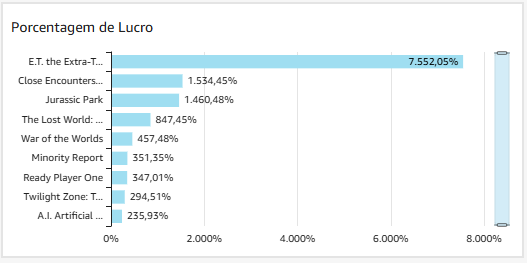 Porcentagem de Lucro
E.T. the Extra-T... 7.552,05%
Close Encounters... 1.534,45%
Jurassic Park 1.460,48%
The Lost World: ... 847,45%
War of the Worlds 457,48%
Minority Report 351,35%
Ready Player One 347,01%
Twilight Zone: T... 294,51%
A.I. Artificial ... 235,93%
0% 2.000% 4.000% 6.000% 8.000%